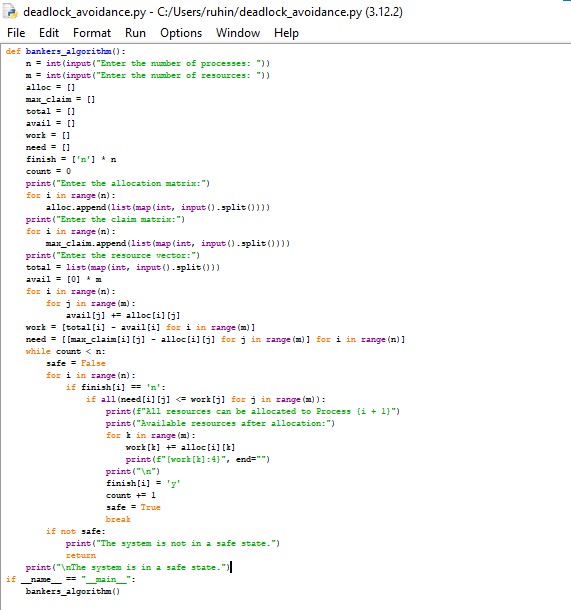 deadlock_avoidance.py - C:/Users/ruhin/deadlock_avoidance.py (3.12.2)
File Edit Format Run Options Window Help
def bankers_algorithm():
    n = int(input("Enter the number of processes: "))
    m = int(input("Enter the number of resources: "))
    alloc = []
    max_claim = []
    total = []
    avail = []
    work = []
    need = []
    finish = ['n'] * n
    count = 0
    print("Enter the allocation matrix:")
    for i in range(n):
        alloc.append(list(map(int, input().split())))
    print("Enter the claim matrix:")
    for i in range(n):
        max_claim.append(list(map(int, input().split())))
    print("Enter the resource vector:")
    total = list(map(int, input().split()))
    avail = [0] * m
    for i in range(n):
        for j in range(m):
            avail[j] += alloc[i][j]
    work = [total[i] - avail[i] for i in range(m)]
    need = [[max_claim[i][j] - alloc[i][j] for j in range(m)] for i in range(n)]
    while count < n:
        safe = False
        for i in range(n):
            if finish[i] == 'n':
                if all(need[i][j] <= work[j] for j in range(m)):
                    print(f"All resources can be allocated to Process {i + 1}")
                    print("Available resources after allocation:")
                    for k in range(m):
                        work[k] += alloc[i][k]
                        print(f"{work[k]:4}", end="")
                    print("\n")
                    finish[i] = 'y'
                    count += 1
                    safe = True
                    break
        if not safe:
            print("The system is not in a safe state.")
            return
    print("\nThe system is in a safe state.")
if __name__ == "__main__":
    bankers_algorithm()